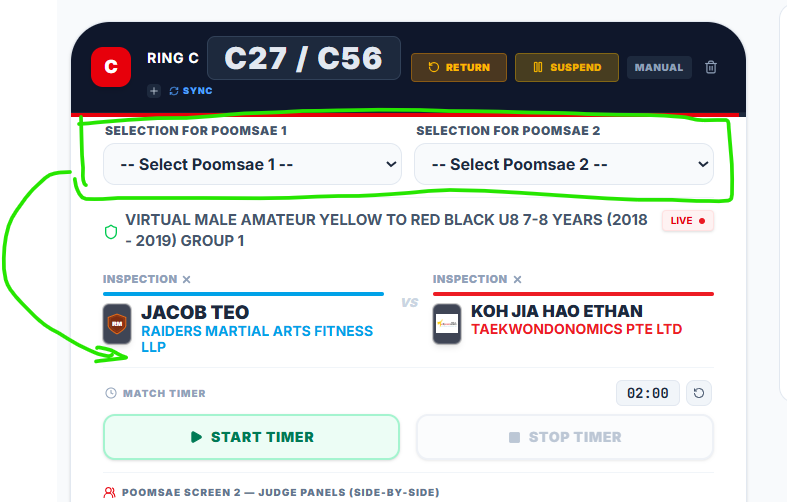 C
RING C
C27 / C56
RETURN
SUSPEND
MANUAL
+
SYNC
SELECTION FOR POOMSAE 1
SELECTION FOR POOMSAE 2
-- Select Poomsae 1 --
-- Select Poomsae 2 --
VIRTUAL MALE AMATEUR YELLOW TO RED BLACK U8 7-8 YEARS (2018
- 2019) GROUP 1
LIVE
INSPECTION ✕
INSPECTION ✕
VS
RM
JACOB TEO
RAIDERS MARTIAL ARTS FITNESS
LLP
KOH JIA HAO ETHAN
TAEKWONDONOMICS PTE LTD
MATCH TIMER
02:00
START TIMER
STOP TIMER
POOMSAE SCREEN 2 — JUDGE PANELS (SIDE-BY-SIDE)